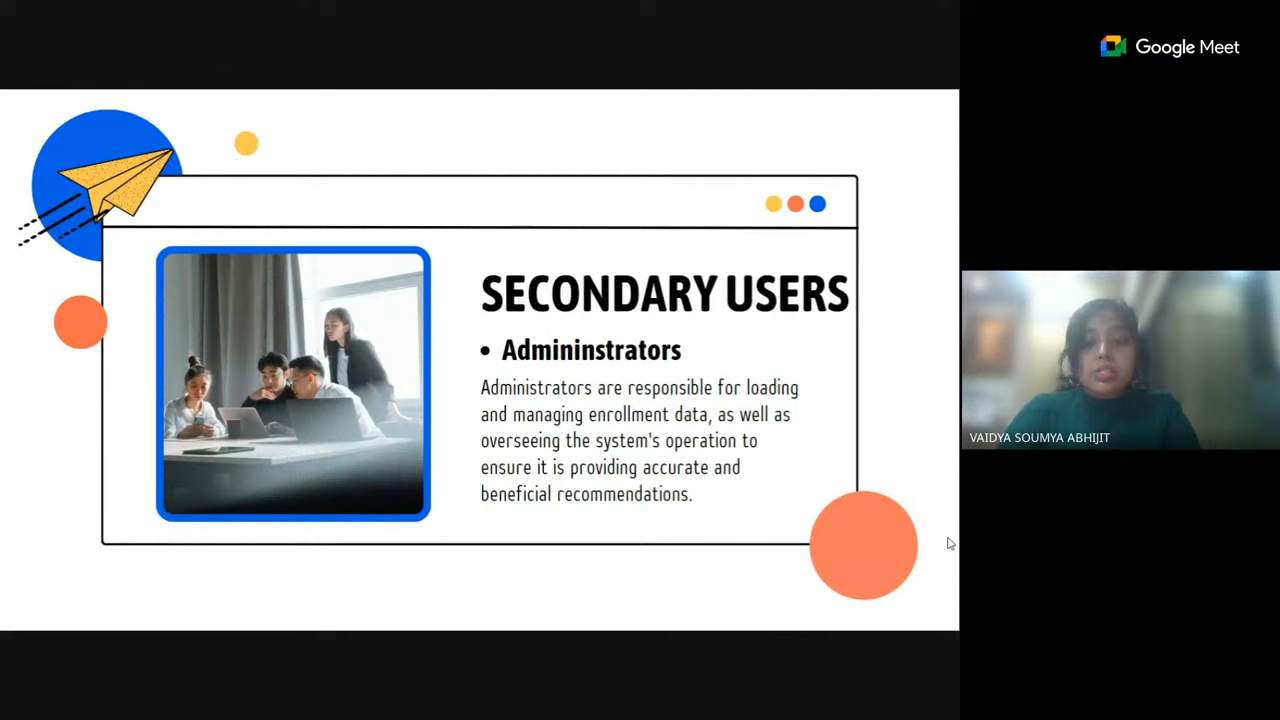 Google Meet
SECONDARY USERS
• Admininstrators
Administrators are responsible for loading
and managing enrollment data, as well as
overseeing the system's operation to
ensure it is providing accurate and
beneficial recommendations.
VAIDYA SOUMYA ABHIJIT